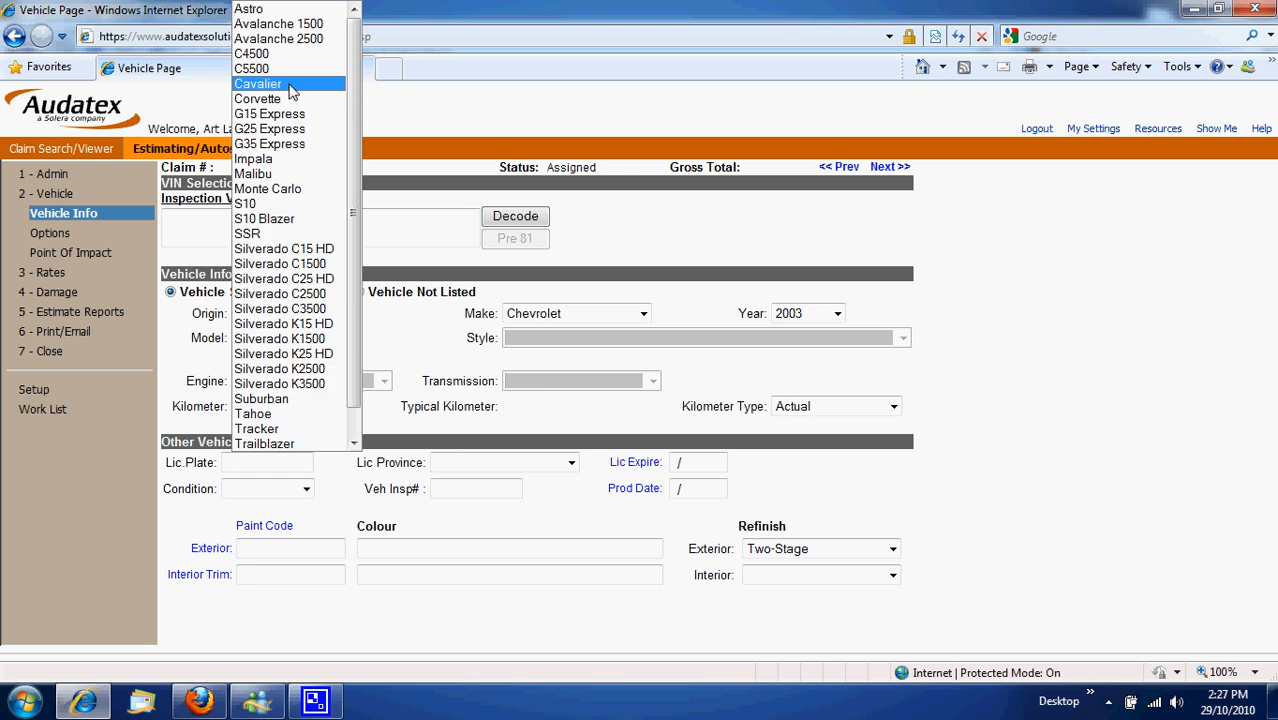 Vehicle Page - Windows Internet Explorer
https://www.audatexsoluti
sp
Google
Favorites
Vehicle Page
Page
Safety
Tools
Audatex
a Solera company
Welcome, Art La
Logout
My Settings
Resources
Show Me
Help
Claim Search/Viewer
Estimating/Autos
Astro
Avalanche 1500
Avalanche 2500
C4500
C5500
Cavalier
Corvette
G15 Express
G25 Express
G35 Express
Impala
Malibu
Monte Carlo
S10
S10 Blazer
SSR
Silverado C15 HD
Silverado C1500
Silverado C25 HD
Silverado C2500
Silverado C3500
Silverado K15 HD
Silverado K1500
Silverado K25 HD
Silverado K2500
Silverado K3500
Suburban
Tahoe
Tracker
Trailblazer
1 - Admin
2 - Vehicle
Vehicle Info
Options
Point Of Impact
3 - Rates
4 - Damage
5 - Estimate Reports
6 - Print/Email
7 - Close
Setup
Work List
Claim # :
Status: Assigned
Gross Total:
<< Prev
Next >>
VIN Selectio
Inspection V
Decode
Pre 81
Vehicle Info
Vehicle S
Vehicle Not Listed
Origin:
Make: Chevrolet
Year: 2003
Model:
Style:
Engine:
Transmission:
Kilometer:
Typical Kilometer:
Kilometer Type: Actual
Other Vehic
Lic.Plate:
Lic Province:
Lic Expire: /
Condition:
Veh Insp# :
Prod Date: /
Paint Code
Colour
Refinish
Exterior:
Exterior: Two-Stage
Interior Trim:
Interior:
Internet | Protected Mode: On
100%
Desktop
2:27 PM
29/10/2010